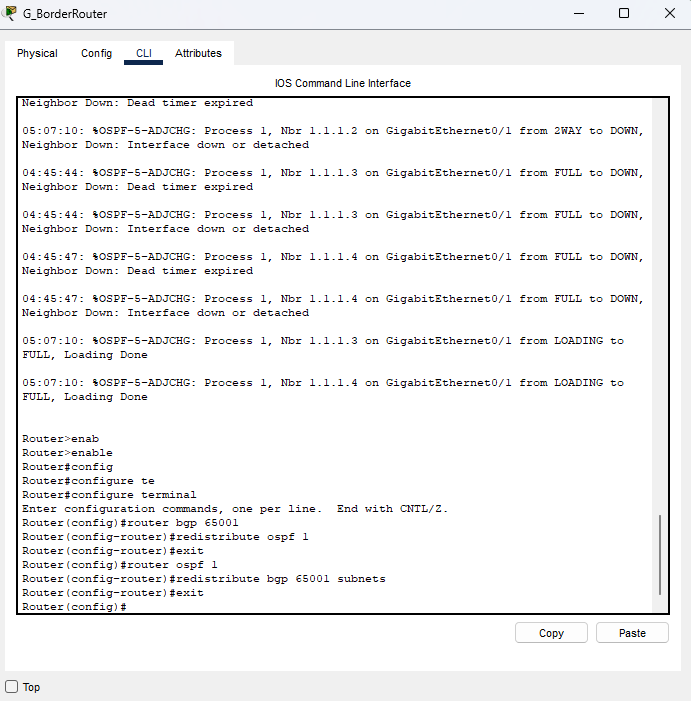 G_BorderRouter
Physical Config CLI Attributes
IOS Command Line Interface
Neighbor Down: Dead timer expired
05:07:10: %OSPF-5-ADJCHG: Process 1, Nbr 1.1.1.2 on GigabitEthernet0/1 from 2WAY to DOWN,
Neighbor Down: Interface down or detached
04:45:44: %OSPF-5-ADJCHG: Process 1, Nbr 1.1.1.3 on GigabitEthernet0/1 from FULL to DOWN,
Neighbor Down: Dead timer expired
04:45:44: %OSPF-5-ADJCHG: Process 1, Nbr 1.1.1.3 on GigabitEthernet0/1 from FULL to DOWN,
Neighbor Down: Interface down or detached
04:45:47: %OSPF-5-ADJCHG: Process 1, Nbr 1.1.1.4 on GigabitEthernet0/1 from FULL to DOWN,
Neighbor Down: Dead timer expired
04:45:47: %OSPF-5-ADJCHG: Process 1, Nbr 1.1.1.4 on GigabitEthernet0/1 from FULL to DOWN,
Neighbor Down: Interface down or detached
05:07:10: %OSPF-5-ADJCHG: Process 1, Nbr 1.1.1.3 on GigabitEthernet0/1 from LOADING to
FULL, Loading Done
05:07:10: %OSPF-5-ADJCHG: Process 1, Nbr 1.1.1.4 on GigabitEthernet0/1 from LOADING to
FULL, Loading Done
Router>enab
Router>enable
Router#config
Router#configure te
Router#configure terminal
Enter configuration commands, one per line.  End with CNTL/Z.
Router(config)#router bgp 65001
Router(config-router)#redistribute ospf 1
Router(config-router)#exit
Router(config)#router ospf 1
Router(config-router)#redistribute bgp 65001 subnets
Router(config-router)#exit
Router(config)#
Copy Paste
Top